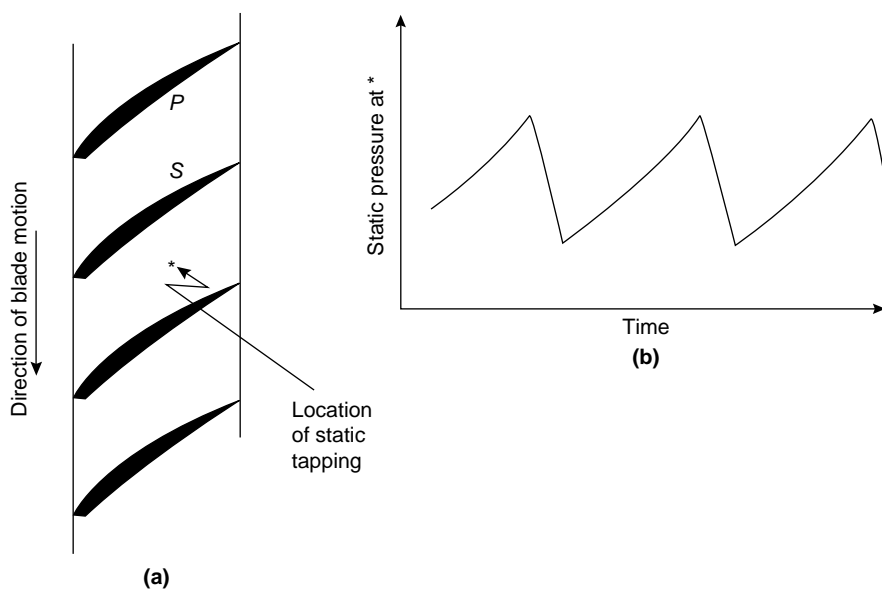 P
S
Direction of blade motion
*
Location
of static
tapping
(a)
Static pressure at *
Time
(b)